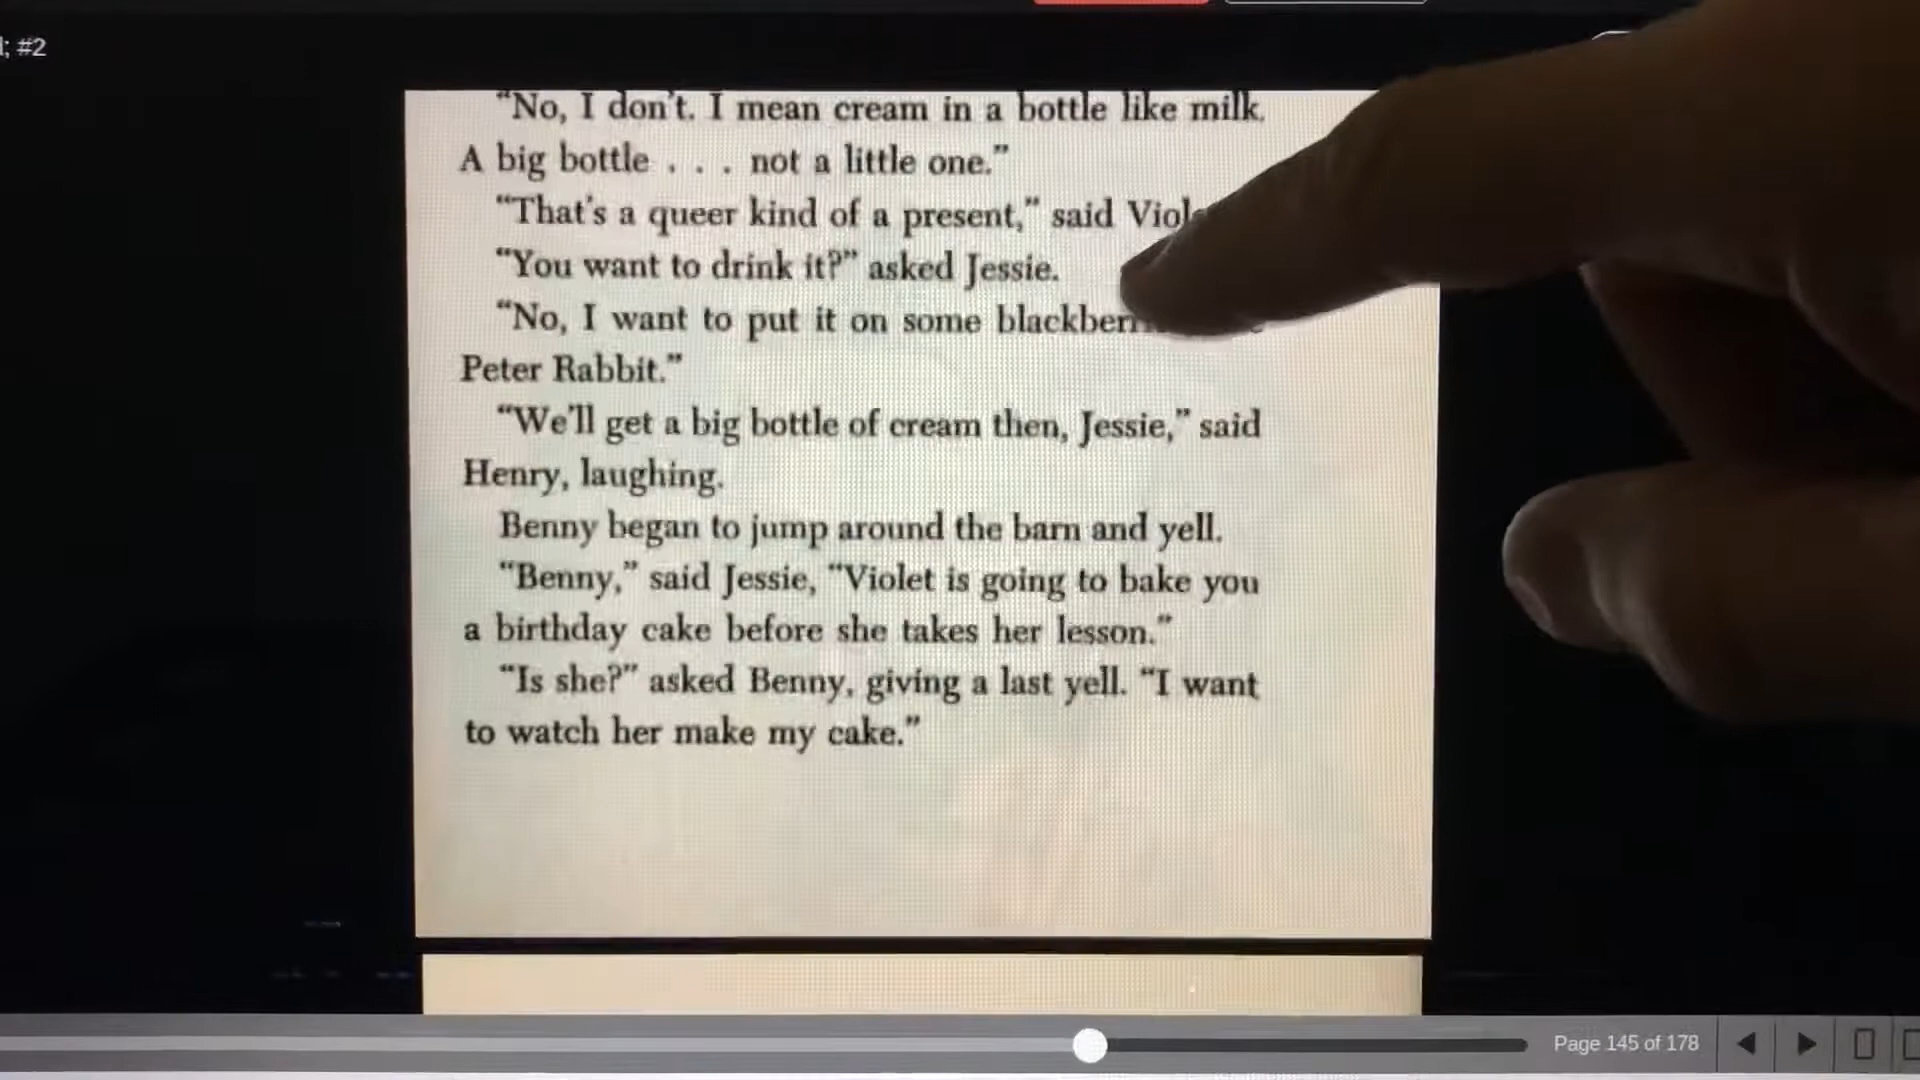 ; #2
"No, I don't. I mean cream in a bottle like milk.
A big bottle . . . not a little one."
"That's a queer kind of a present," said
"You want to drink it?" asked Jessie.
"No, I want to put it on some
Peter Rabbit."
"We'll get a big bottle of cream then, Jessie," said
Henry, laughing.
Benny began to jump around the barn and yell.
"Benny," said Jessie, "Violet is going to bake you
a birthday cake before she takes her lesson."
"Is she?" asked Benny, giving a last yell. "I want
to watch her make my cake."
Page 145 of 178